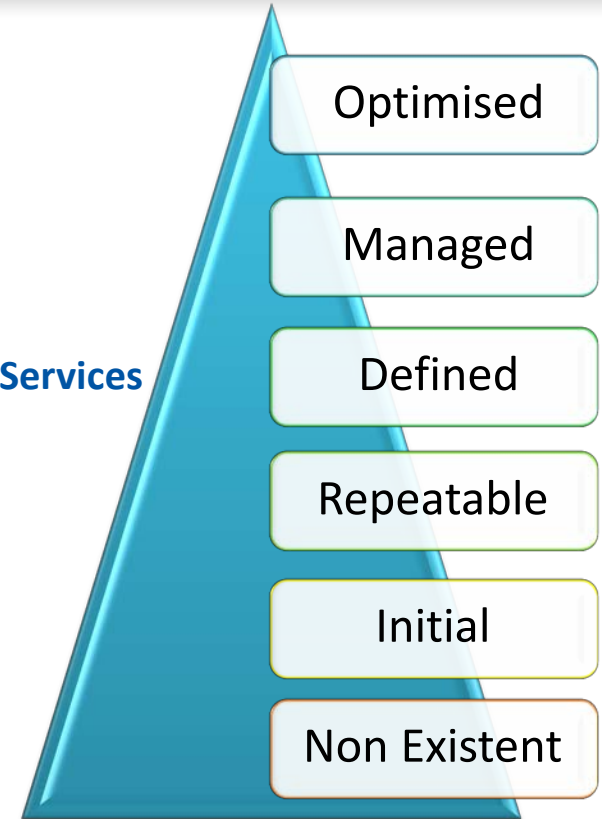 Optimised
Managed
Services
Defined
Repeatable
Initial
Non Existent